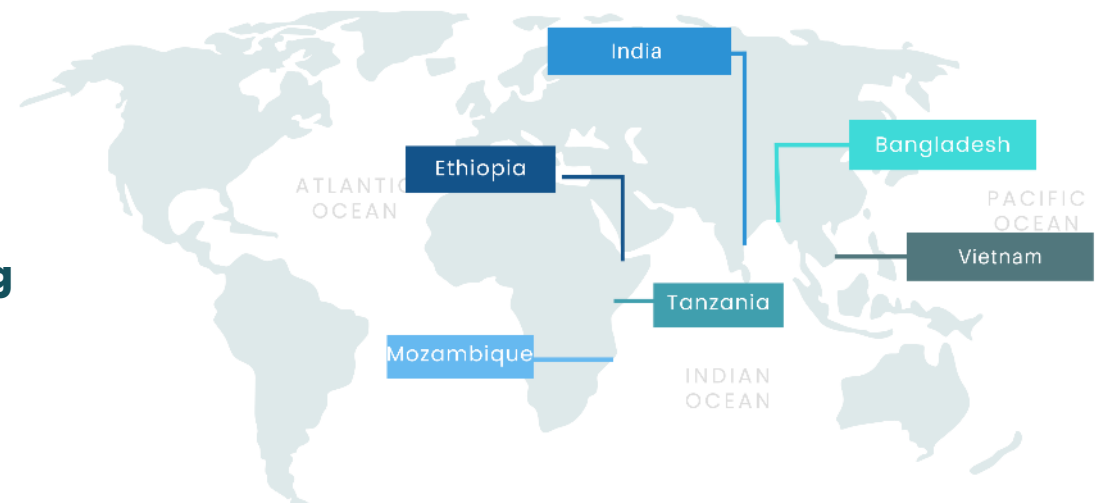 India
Bangladesh
Ethiopia
ATLANTIC
OCEAN
PACIFIC
OCEAN
Vietnam
g
Tanzania
Mozambique
INDIAN
OCEAN